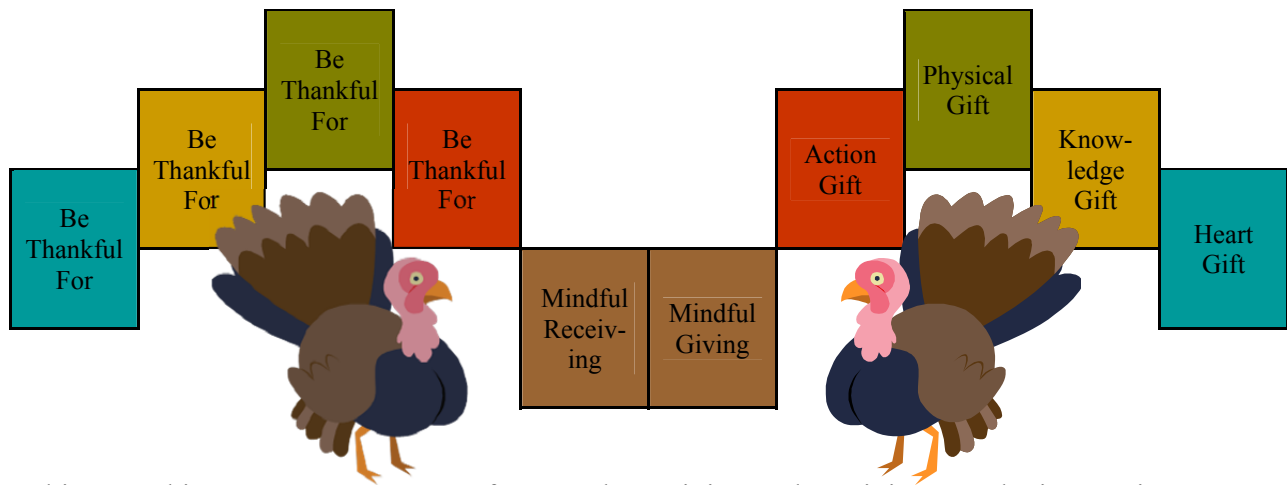 Be
Thankful
For
Be
Thankful
For
Be
Thankful
For
Be
Thankful
For
Mindful
Receiv-
ing
Mindful
Giving
Action
Gift
Physical
Gift
Know-
ledge
Gift
Heart
Gift